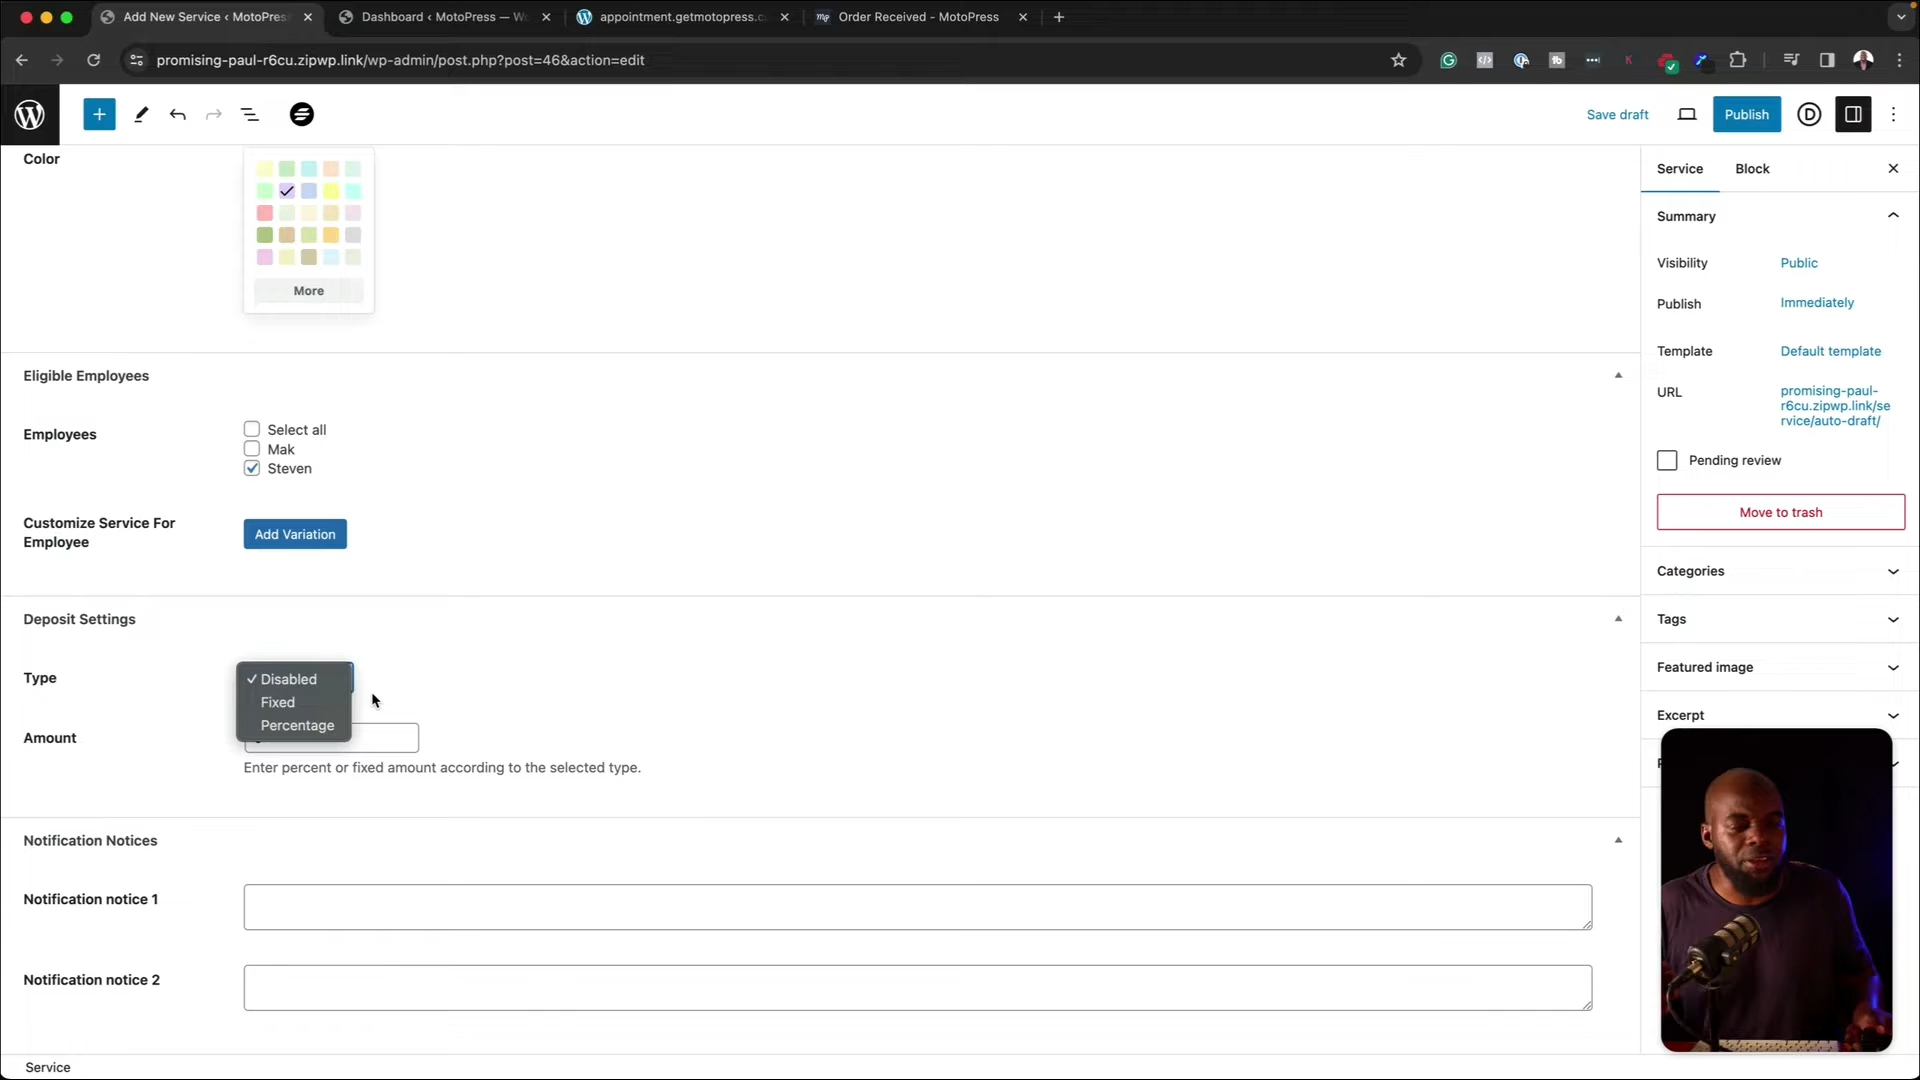 Add New Service ‹ MotoPres
Dashboard ‹ MotoPress — W
appointment.getmotopress.c
Order Received - MotoPress
promising-paul-r6cu.zipwp.link/wp-admin/post.php?post=46&action=edit
Save draft
Publish
Color
More
Eligible Employees
Employees
Select all
Mak
Steven
Customize Service For
Employee
Add Variation
Deposit Settings
Type
Disabled
Fixed
Percentage
Amount
Enter percent or fixed amount according to the selected type.
Notification Notices
Notification notice 1
Notification notice 2
Service
Service
Block
Summary
Visibility
Public
Publish
Immediately
Template
Default template
URL
promising-paul-
r6cu.zipwp.link/se
rvice/auto-draft/
Pending review
Move to trash
Categories
Tags
Featured image
Excerpt